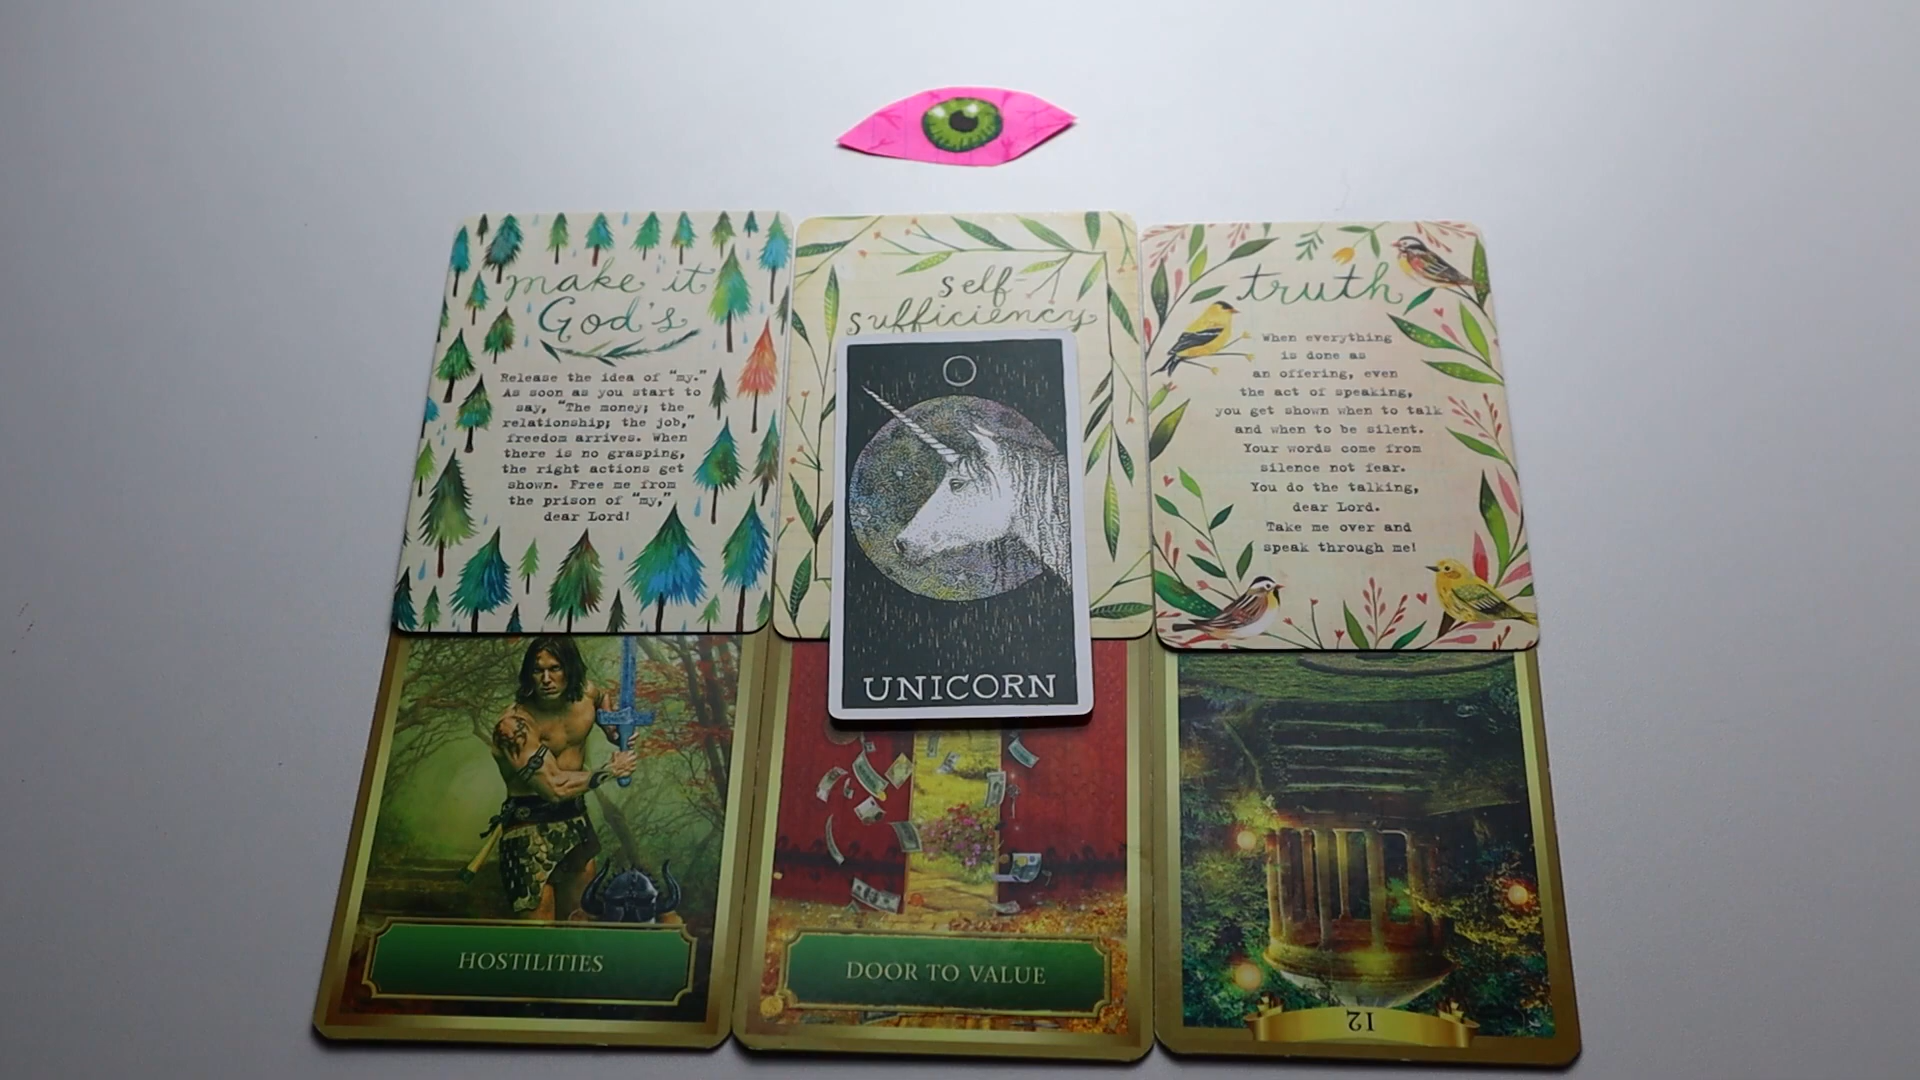 make it
God's
Release the idea of "my."
As soon as you start to
say, "The money; the
relationship; the job,"
freedom arrives. When
there is no grasping,
the right actions get
shown. Free me from
the prison of "my,"
dear Lord!
self-
sufficiency
truth
When everything
is done as
an offering, even
the act of speaking,
you get shown when to talk
and when to be silent.
Your words come from
silence not fear.
You do the talking,
dear Lord.
Take me over and
speak through me!
UNICORN
HOSTILITIES
DOOR TO VALUE
12